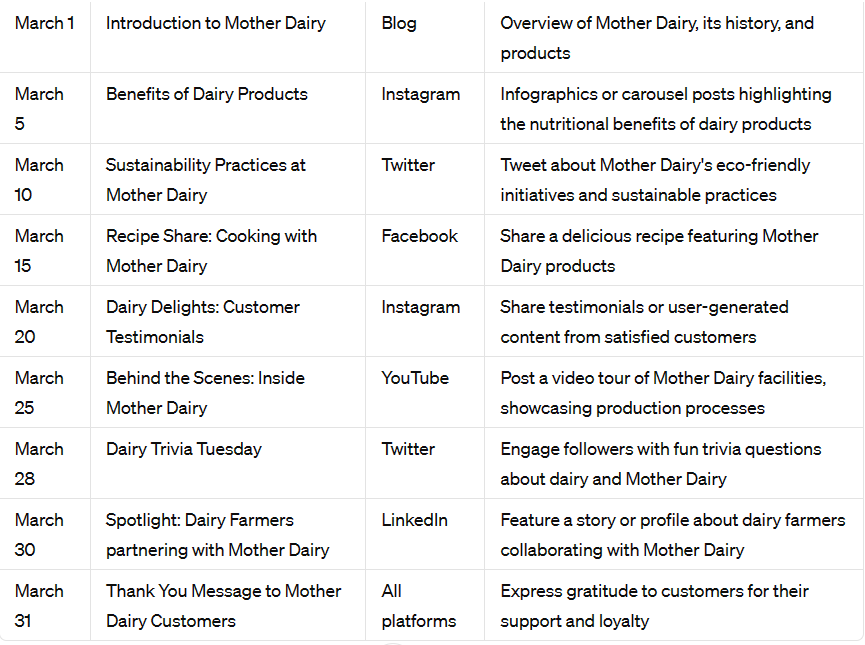 March 1 Introduction to Mother Dairy Blog Overview of Mother Dairy, its history, and
products
March Benefits of Dairy Products Instagram Infographics or carousel posts highlighting
5 the nutritional benefits of dairy products
March Sustainability Practices at Twitter Tweet about Mother Dairy's eco-friendly
10 Mother Dairy initiatives and sustainable practices
March Recipe Share: Cooking with Facebook Share a delicious recipe featuring Mother
15 Mother Dairy Dairy products
March Dairy Delights: Customer Instagram Share testimonials or user-generated
20 Testimonials content from satisfied customers
March Behind the Scenes: Inside YouTube Post a video tour of Mother Dairy facilities,
25 Mother Dairy showcasing production processes
March Dairy Trivia Tuesday Twitter Engage followers with fun trivia questions
28 about dairy and Mother Dairy
March Spotlight: Dairy Farmers LinkedIn Feature a story or profile about dairy farmers
30 partnering with Mother Dairy collaborating with Mother Dairy
March Thank You Message to Mother All Express gratitude to customers for their
31 Dairy Customers platforms support and loyalty